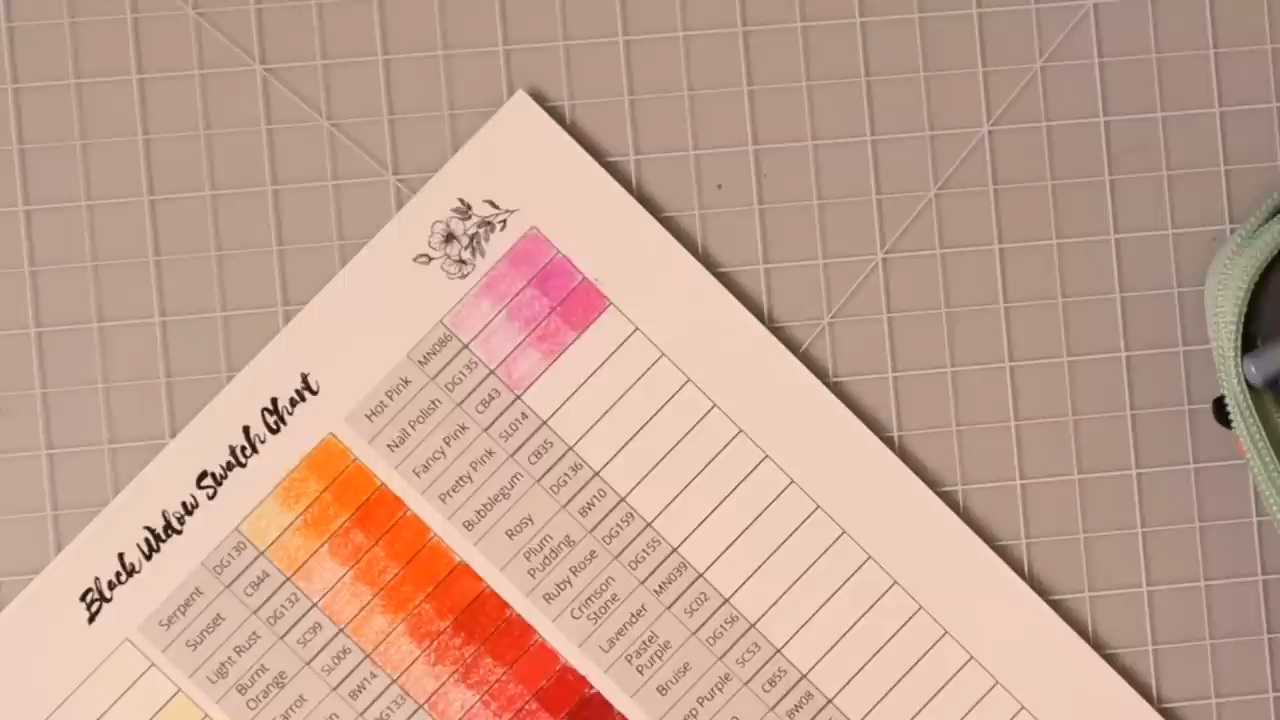 Black Widow Swatch Chart
Serpent DG130
Sunset CB44
Light Rust DG132
Burnt
Orange SC99
SL006
BW14
DG133
Hot Pink MN086
Nail Polish DG135
Fancy Pink CB43
Pretty Pink SL014
Bubblegum CB35
Rosy DG136
Plum
Pudding BW10
Ruby Rose DG159
Crimson
Stone DG155
Lavender MN039
Pastel
Purple SC02
Bruise DG156
Purple SC53
CB55
BW08